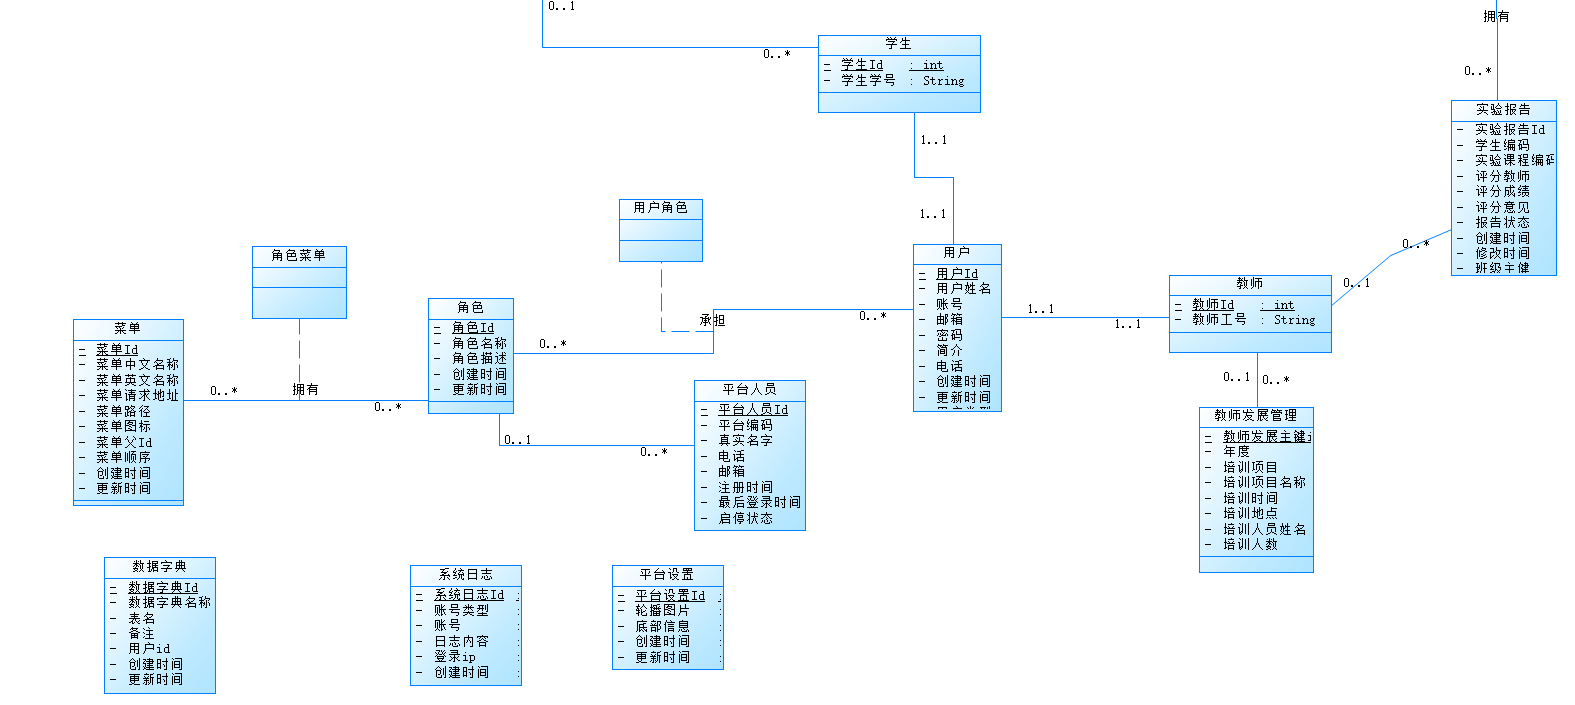 0..1
0..*
学生
- 学生Id : int
- 学生学号 : String
1..1
1..1
拥有
0..*
实验报告
- 实验报告Id
- 学生编码
- 实验课程编码
- 评分教师
- 评分成绩
- 评分意见
- 报告状态
- 创建时间
- 修改时间
- 班级主健
0..*
0..1
用户角色
角色菜单
用户
- 用户Id
- 用户姓名
- 账号
- 邮箱
- 密码
- 简介
- 电话
- 创建时间
- 更新时间
教师
- 教师Id : int
- 教师工号 : String
1..1
1..1
0..1
0..*
教师发展管理
- 教师发展主键i
- 年度
- 培训项目
- 培训项目名称
- 培训时间
- 培训地点
- 培训人员姓名
- 培训人数
角色
- 角色Id
- 角色名称
- 角色描述
- 创建时间
- 更新时间
承担
0..*
0..*
菜单
- 菜单Id
- 菜单中文名称
- 菜单英文名称
- 菜单请求地址
- 菜单路径
- 菜单图标
- 菜单父Id
- 菜单顺序
- 创建时间
- 更新时间
0..*
拥有
0..*
0..1
0..*
平台人员
- 平台人员Id
- 平台编码
- 真实名字
- 电话
- 邮箱
- 注册时间
- 最后登录时间
- 启停状态
数据字典
- 数据字典Id
- 数据字典名称
- 表名
- 备注
- 用户id
- 创建时间
- 更新时间
系统日志
- 系统日志Id :
- 账号类型 :
- 账号 :
- 日志内容 :
- 登录ip :
- 创建时间 :
平台设置
- 平台设置Id :
- 轮播图片 :
- 底部信息 :
- 创建时间 :
- 更新时间 :